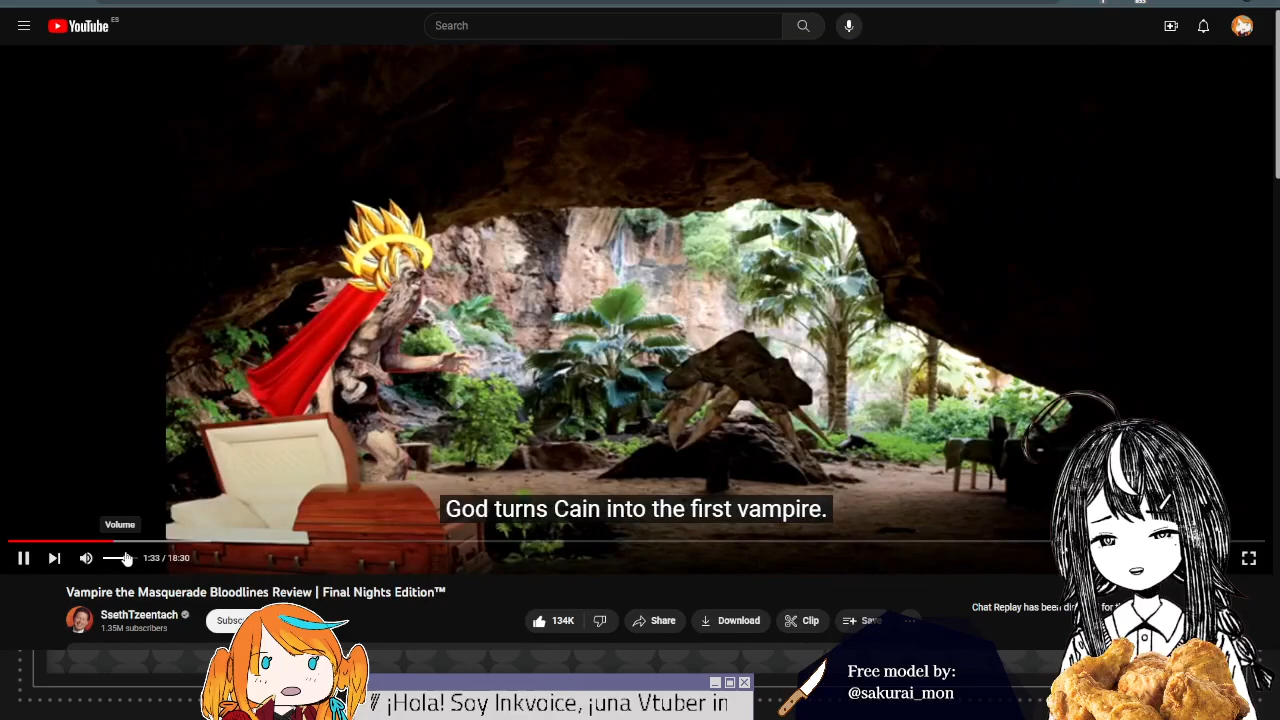 YouTube ES
Search
God turns Cain into the first vampire.
Volume
1:33 / 18:30
Vampire the Masquerade Bloodlines Review | Final Nights Edition™
SsethTzeentach
1.35M subscribers
134K
Share
Download
Clip
Save
Chat Replay has been
Free model by:
@sakurai_mon
¡Hola! Soy Inkvoice, ¡una Vtuber in